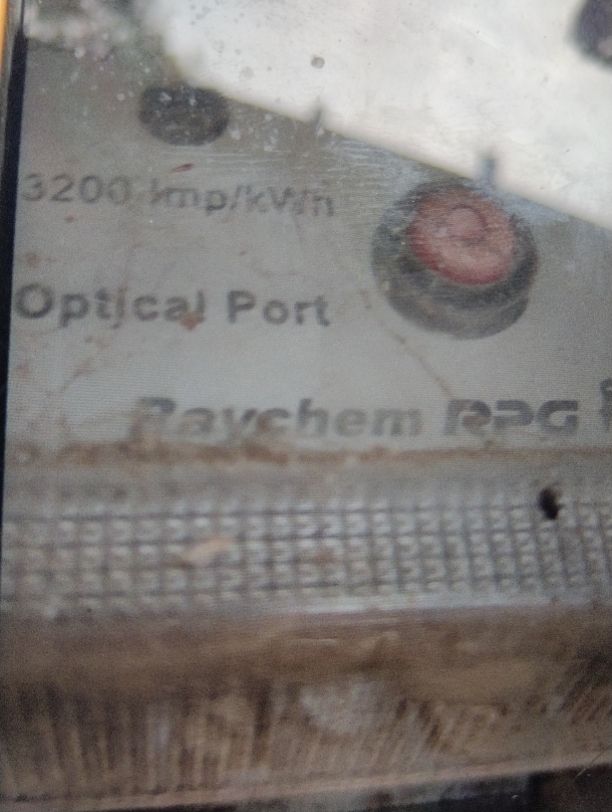 3200 imp/kWh
Optical Port
Raychem RPG